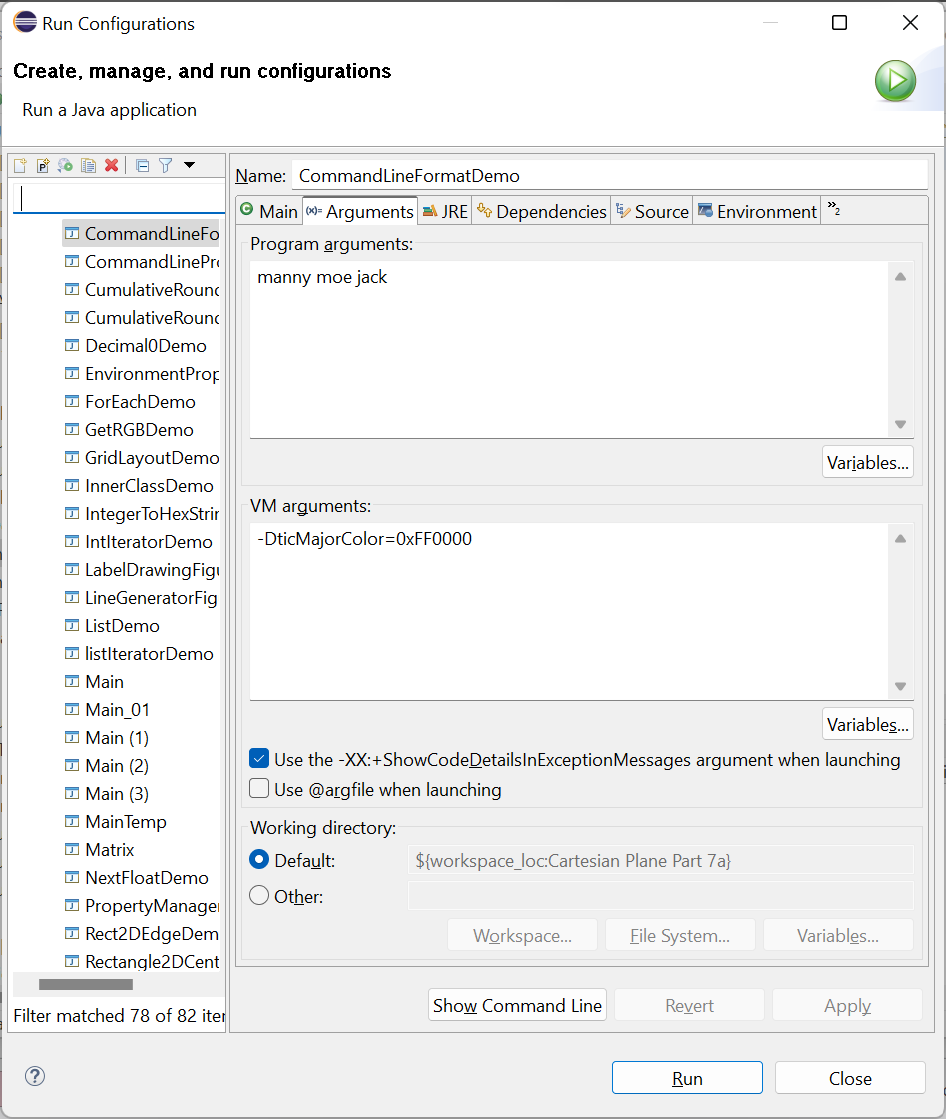 Run Configurations
Create, manage, and run configurations
Run a Java application
Name: CommandLineFormatDemo
Main (x)= Arguments JRE Dependencies Source Environment »2
CommandLineFo
CommandLinePro
CumulativeRound
CumulativeRound
Decimal0Demo
EnvironmentProp
ForEachDemo
GetRGBDemo
GridLayoutDemo
InnerClassDemo
IntegerToHexStrin
IntIteratorDemo
LabelDrawingFigu
LineGeneratorFig
ListDemo
listIteratorDemo
Main
Main_01
Main (1)
Main (2)
Main (3)
MainTemp
Matrix
NextFloatDemo
PropertyManager
Rect2DEdgeDem
Rectangle2DCent
Filter matched 78 of 82 iter
Program arguments:
manny moe jack
Variables...
VM arguments:
-DticMajorColor=0xFF0000
Variables...
Use the -XX:+ShowCodeDetailsInExceptionMessages argument when launching
Use @argfile when launching
Working directory:
Default: ${workspace_loc:Cartesian Plane Part 7a}
Other:
Workspace... File System... Variables...
Show Command Line Revert Apply
Run Close